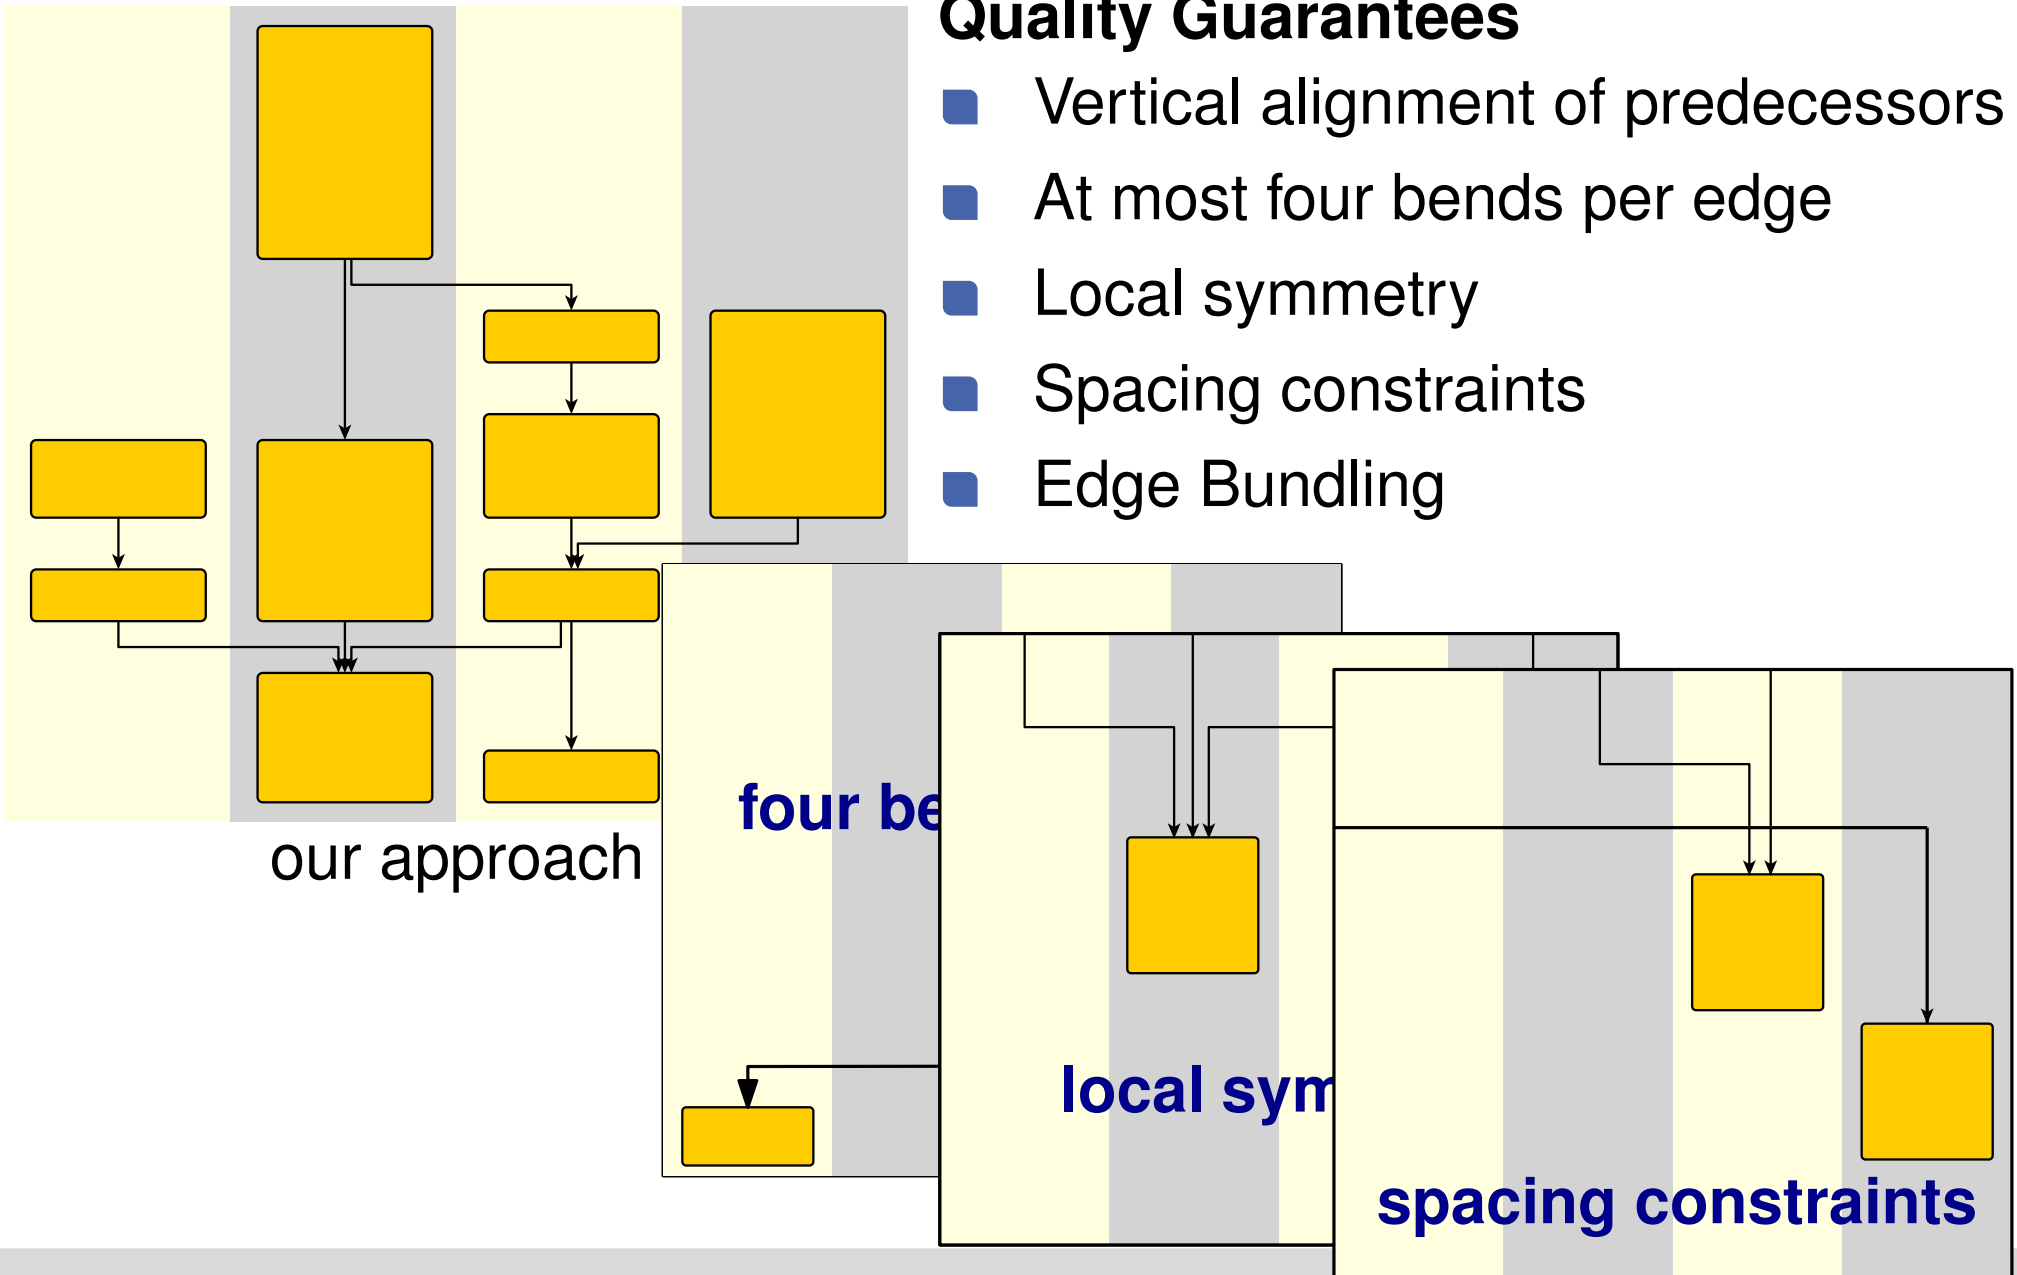 Quality Guarantees
Vertical alignment of predecessors
At most four bends per edge
Local symmetry
Spacing constraints
Edge Bundling
our approach
four be
local sym
spacing constraints